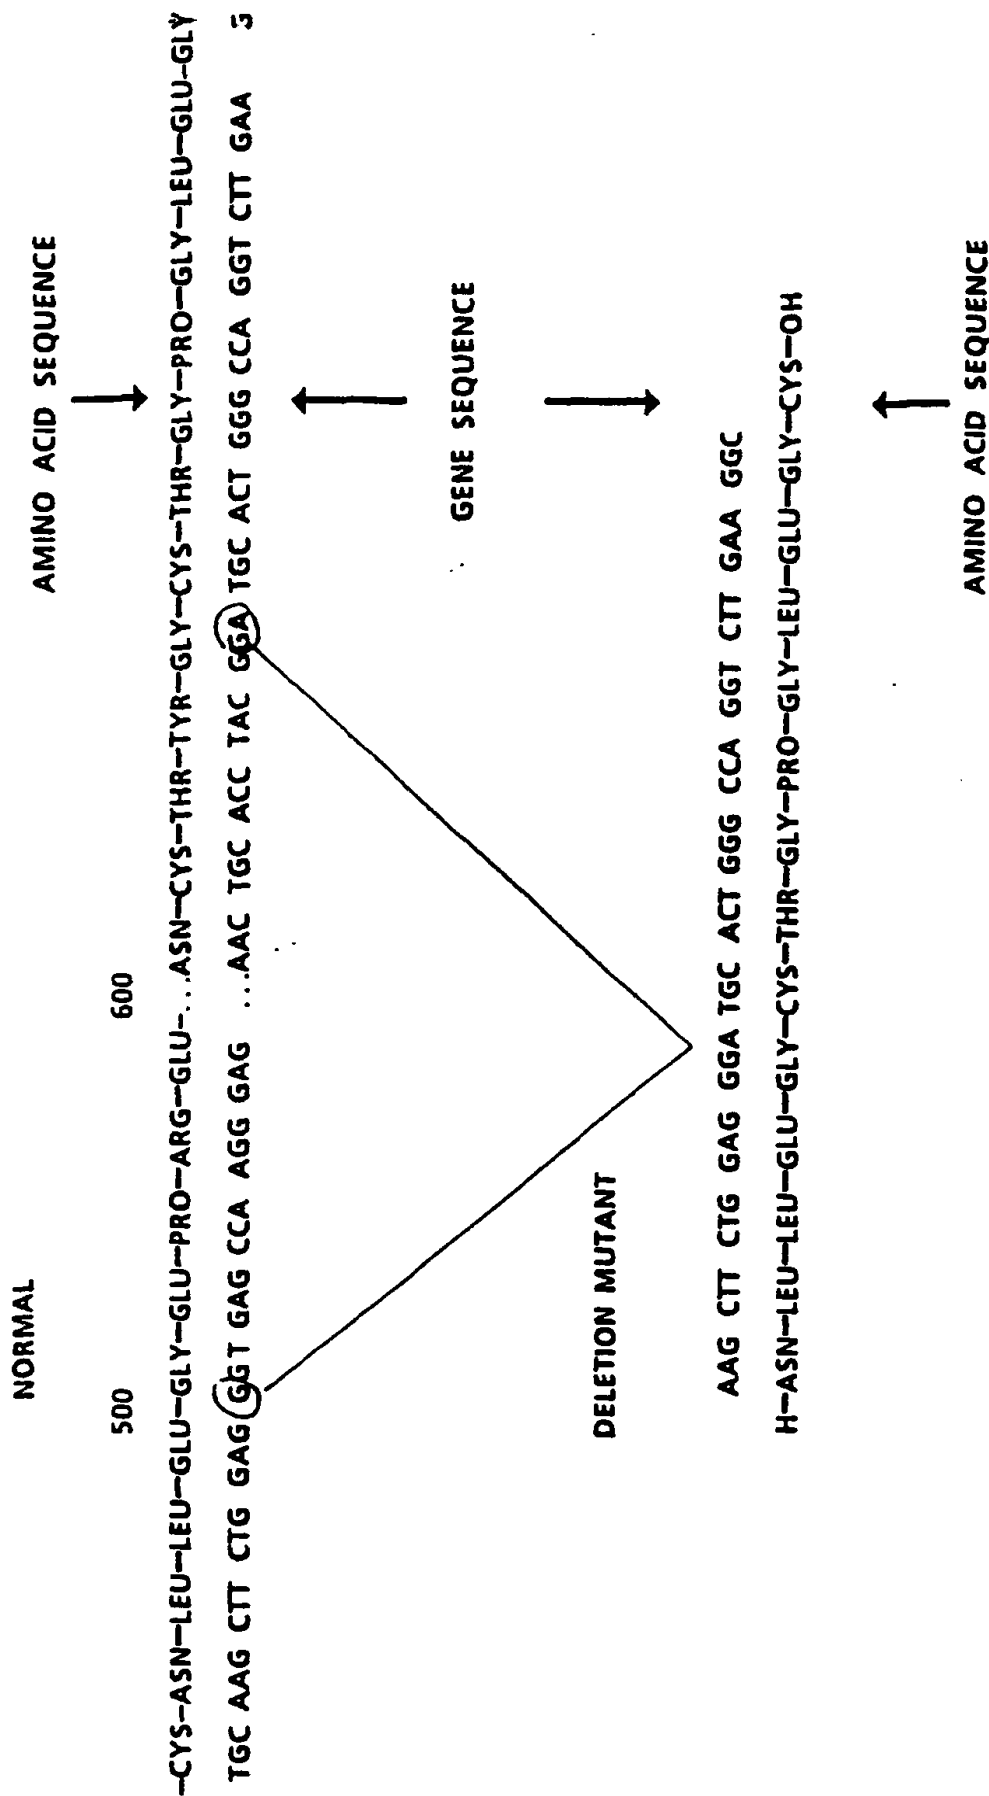 NORMAL
AMINO ACID SEQUENCE
500 600
—CYS—ASN—LEU—LEU—GLU—GLY—GLU—PRO—ARG—GLU—...ASN—CYS—THR—TYR—GLY—CYS—THR—GLY—PRO—GLY—LEU—GLU—GLY
TGC AAG CTT CTG GAG GGT GAG CCA AGG GAG ...AAC TGC ACC TAC GGA TGC ACT GGG CCA GGT CTT GAA G
GENE SEQUENCE
DELETION MUTANT
AAG CTT CTG GAG GGA TGC ACT GGG CCA GGT CTT GAA GGC
H—ASN—LEU—LEU—GLU—GLY—CYS—THR—GLY—PRO—GLY—LEU—GLU—GLY—CYS—OH
AMINO ACID SEQUENCE